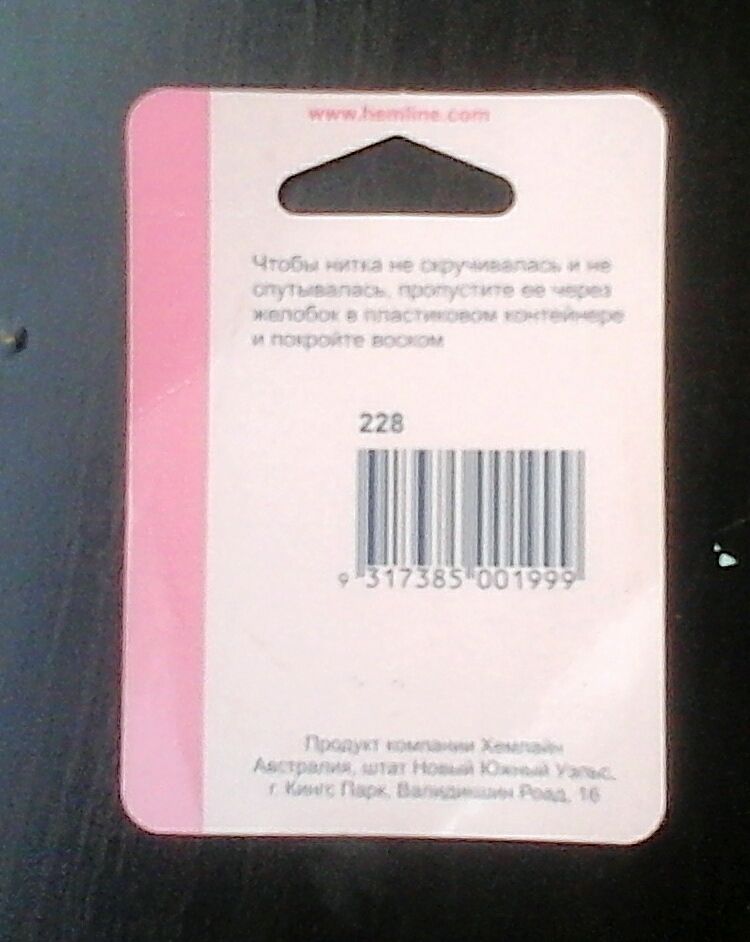 www.hemline.com
Чтобы нитка не скручивалась и не
спутывалась, пропустите ее через
желобок в пластиковом контейнере
и покройте воском
228
9 317385 001999
Продукт компании Хемлайн
Австралия, штат Новый Южный Уэльс,
г. Кингс Парк, Валидикшин Роад, 16